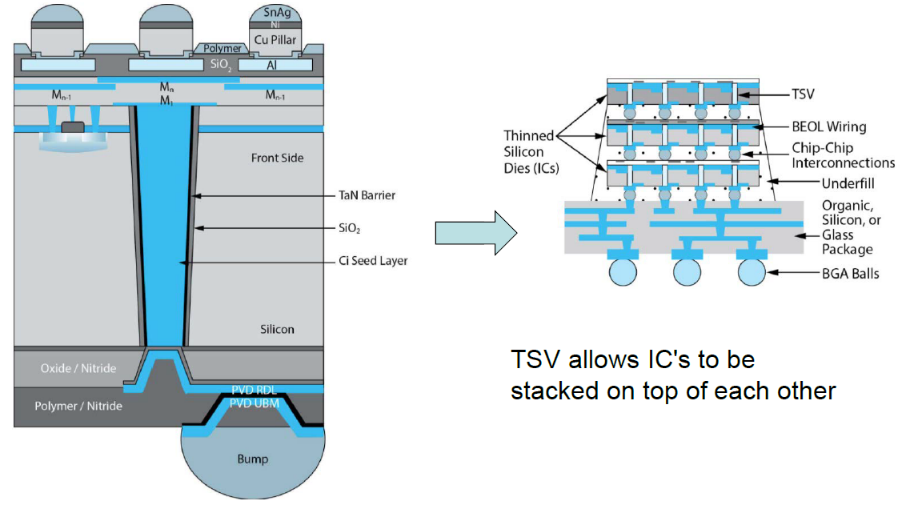 SnAg
Ni
Cu Pillar
Polymer
SiO2
Al
Mn
Mn-1
M1
Mn-1
Front Side
TaN Barrier
SiO2
Ci Seed Layer
Silicon
Oxide / Nitride
PVD RDL
Polymer / Nitride
PVD UBM
Bump
TSV
BEOL Wiring
Thinned
Silicon
Dies (ICs)
Chip-Chip
Interconnections
Underfill
Organic,
Silicon, or
Glass
Package
BGA Balls
TSV allows IC's to be
stacked on top of each other